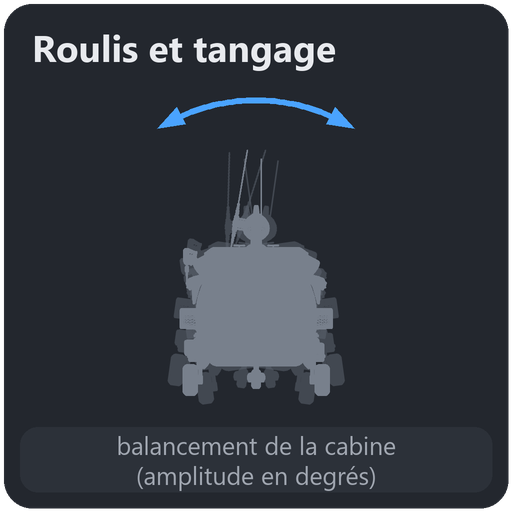 Roulis et tangage
balancement de la cabine
(amplitude en degrés)